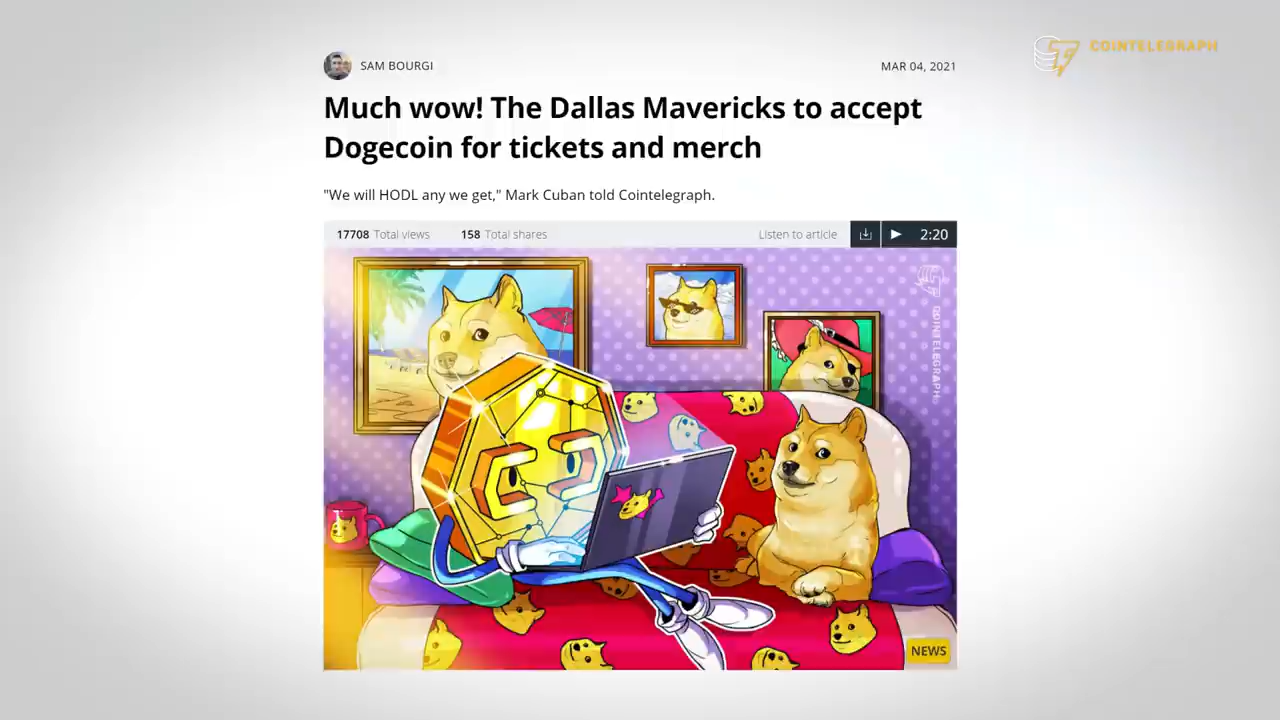 COINTELEGRAPH
SAM BOURGI
MAR 04, 2021
Much wow! The Dallas Mavericks to accept
Dogecoin for tickets and merch
"We will HODL any we get," Mark Cuban told Cointelegraph.
17708 Total views 158 Total shares Listen to article 2:20
COINTELEGRAPH
NEWS